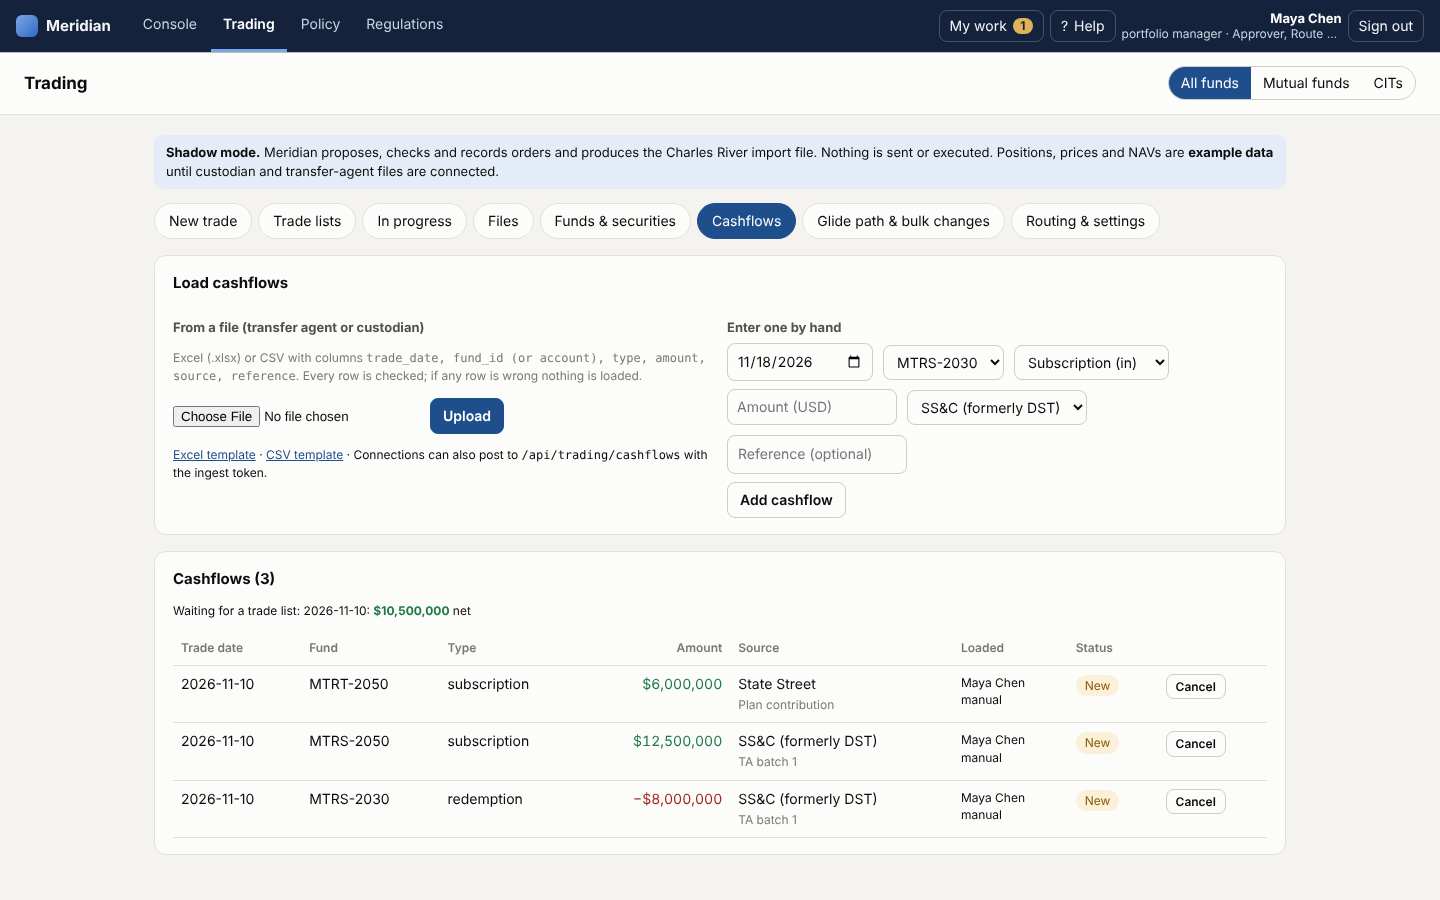 Meridian
Console
Trading
Policy
Regulations
My work 1
? Help
Maya Chen
portfolio manager · Approver, Route ...
Sign out
Trading
All funds
Mutual funds
CITs
Shadow mode. Meridian proposes, checks and records orders and produces the Charles River import file. Nothing is sent or executed. Positions, prices and NAVs are example data
until custodian and transfer-agent files are connected.
New trade
Trade lists
In progress
Files
Funds & securities
Cashflows
Glide path & bulk changes
Routing & settings
Load cashflows
From a file (transfer agent or custodian)
Excel (.xlsx) or CSV with columns trade_date, fund_id (or account), type, amount,
source, reference. Every row is checked; if any row is wrong nothing is loaded.
Choose File No file chosen
Upload
Excel template · CSV template · Connections can also post to /api/trading/cashflows with
the ingest token.
Enter one by hand
11/18/2026
MTRS-2030
Subscription (in)
Amount (USD)
SS&C (formerly DST)
Reference (optional)
Add cashflow
Cashflows (3)
Waiting for a trade list: 2026-11-10: $10,500,000 net
Trade date Fund Type Amount Source Loaded Status
2026-11-10 MTRT-2050 subscription $6,000,000 State Street Maya Chen New Cancel
Plan contribution manual
2026-11-10 MTRS-2050 subscription $12,500,000 SS&C (formerly DST) Maya Chen New Cancel
TA batch 1 manual
2026-11-10 MTRS-2030 redemption −$8,000,000 SS&C (formerly DST) Maya Chen New Cancel
TA batch 1 manual